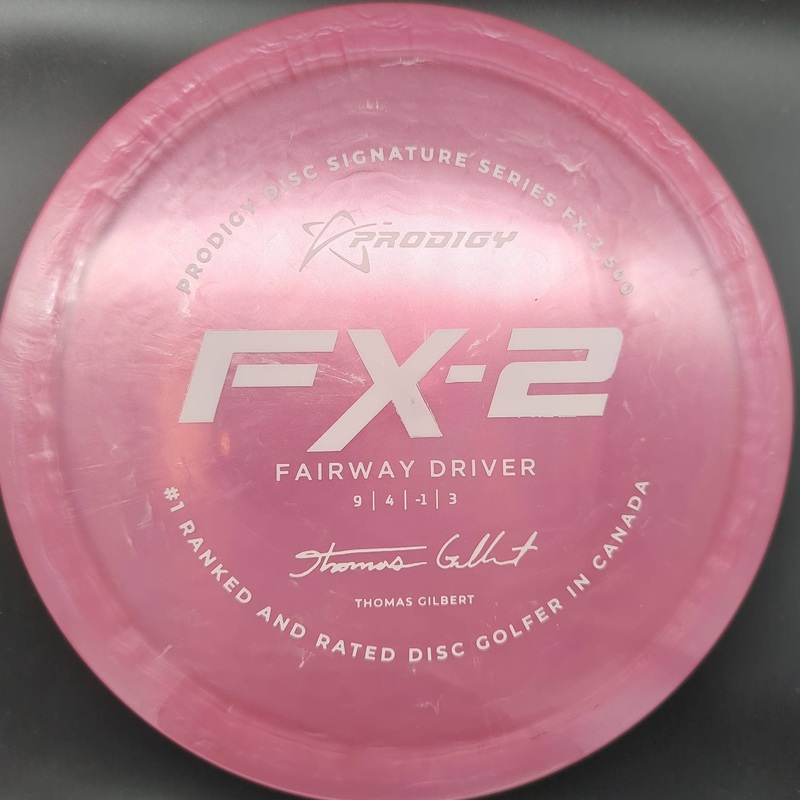 PRODIGY DISC SIGNATURE SERIES FX-2 500
PRODIGY
FX-2
FAIRWAY DRIVER
9 | 4 | -1 | 3
Thomas Gilbert
THOMAS GILBERT
#1 RANKED AND RATED DISC GOLFER IN CANADA